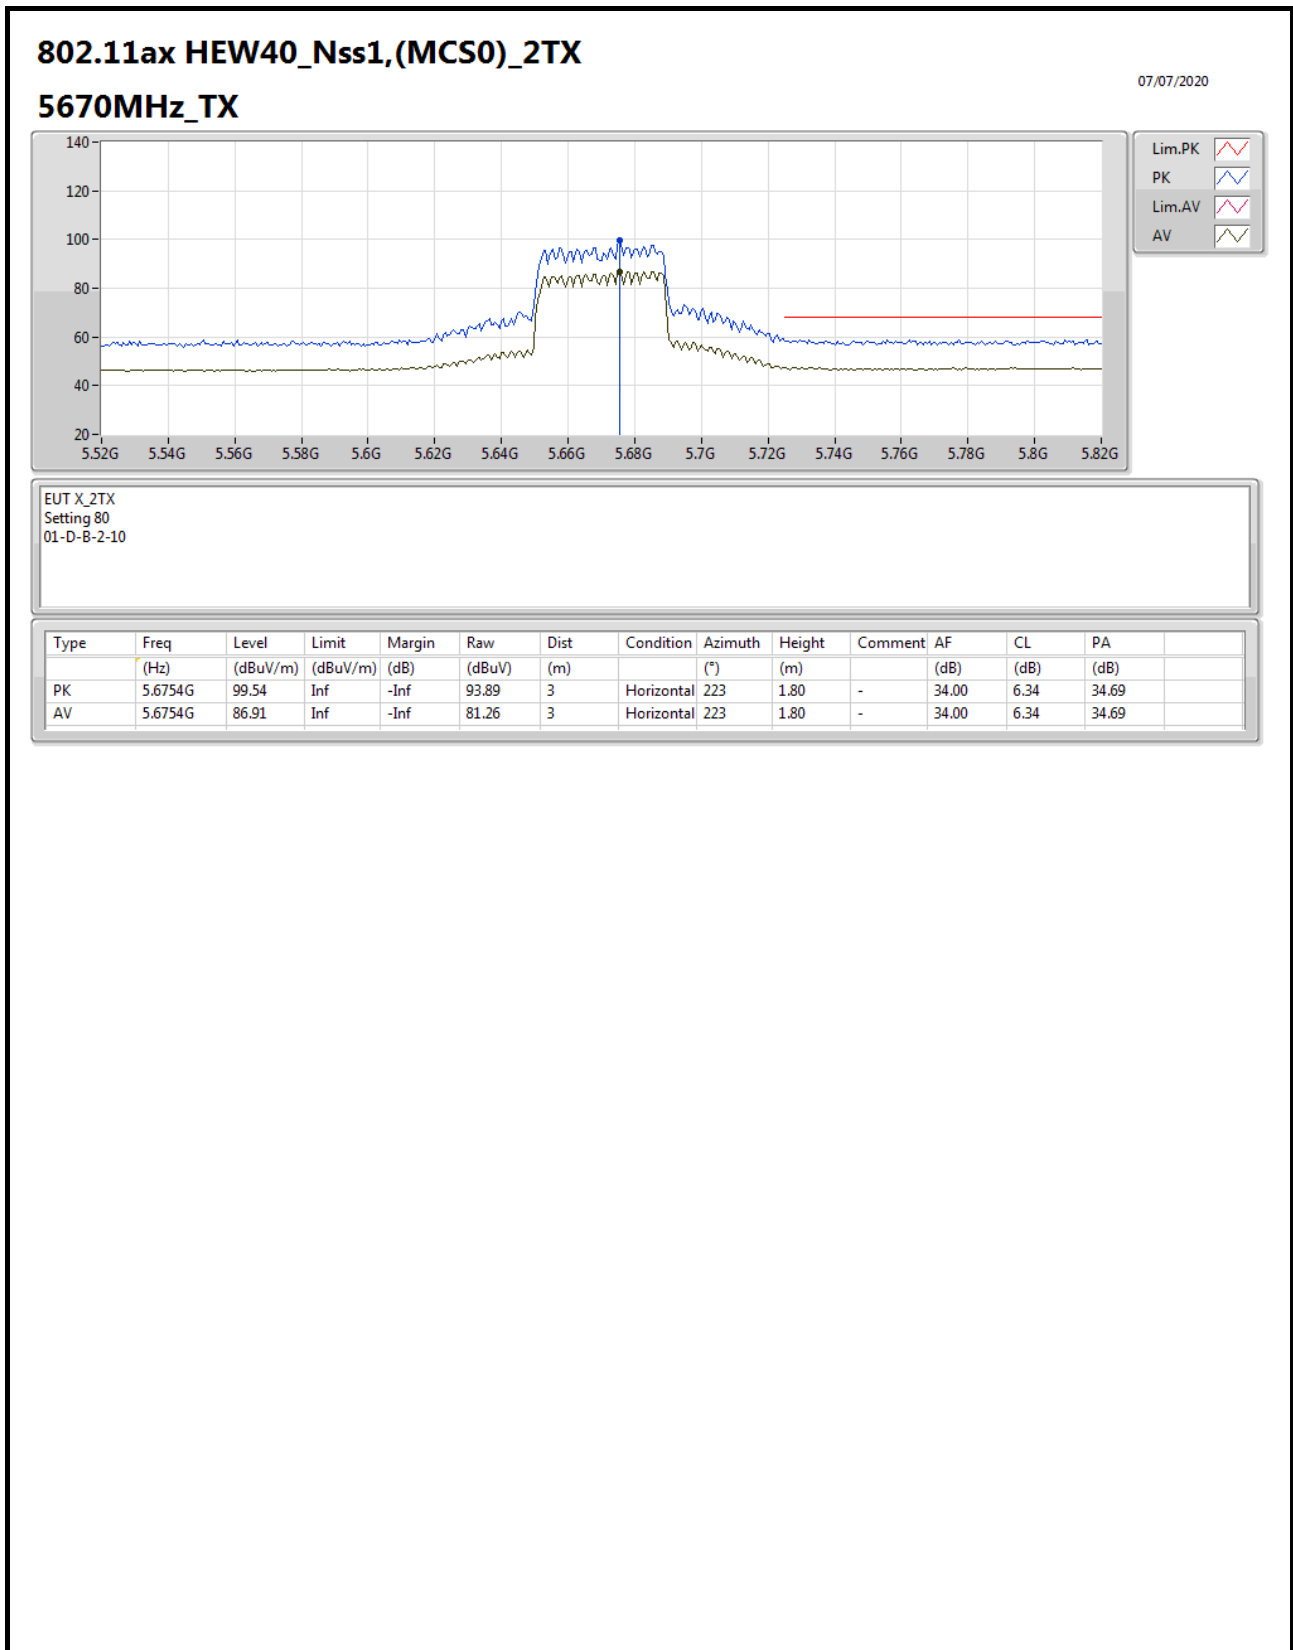 802.11ax HEW40_Nss1,(MCS0)_2TX
07/07/2020
5670MHz_TX
140
120
100
80
60
40
20
5.52G 5.54G 5.56G 5.58G 5.6G 5.62G 5.64G 5.66G 5.68G 5.7G 5.72G 5.74G 5.76G 5.78G 5.8G 5.82G
Lim.PK
PK
Lim.AV
AV
EUT X_2TX
Setting 80
01-D-B-2-10
Type Freq Level Limit Margin Raw Dist Condition Azimuth Height Comment AF CL PA
(Hz) (dBuV/m) (dBuV/m) (dB) (dBuV) (m) (°) (m) (dB) (dB) (dB)
PK 5.6754G 99.54 Inf -Inf 93.89 3 Horizontal 223 1.80 - 34.00 6.34 34.69
AV 5.6754G 86.91 Inf -Inf 81.26 3 Horizontal 223 1.80 - 34.00 6.34 34.69